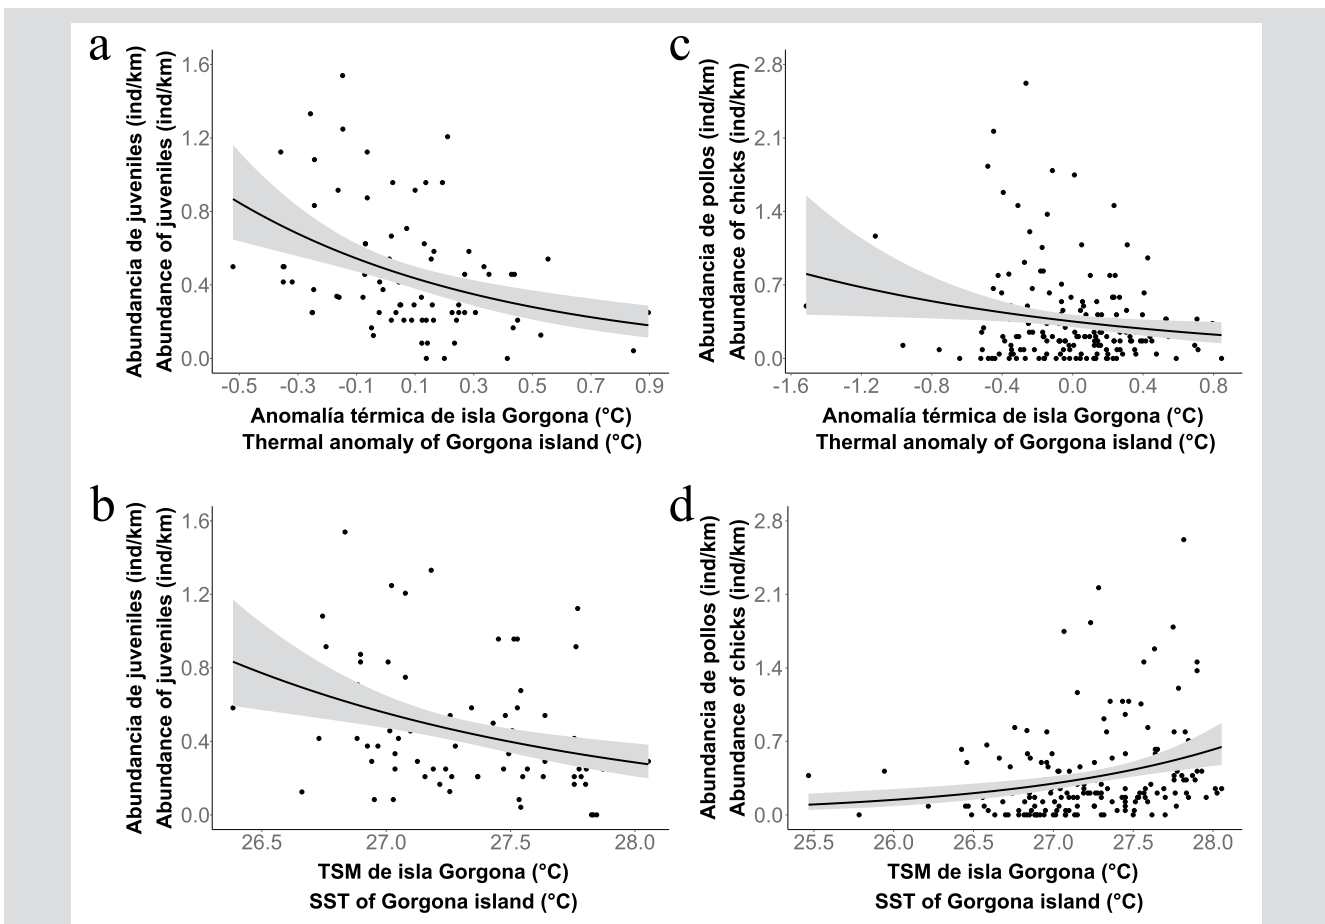 a
Abundancia de juveniles (ind/km)
Abundance of juveniles (ind/km)
1.6
1.2
0.8
0.4
0.0
-0.5 -0.3 -0.1 0.1 0.3 0.5 0.7 0.9
Anomalía térmica de isla Gorgona (°C)
Thermal anomaly of Gorgona island (°C)
c
Abundancia de pollos (ind/km)
Abundance of chicks (ind/km)
2.8
2.1
1.4
0.7
0.0
-1.6 -1.2 -0.8 -0.4 0.0 0.4 0.8
Anomalía térmica de isla Gorgona (°C)
Thermal anomaly of Gorgona island (°C)
b
Abundancia de juveniles (ind/km)
Abundance of juveniles (ind/km)
1.6
1.2
0.8
0.4
0.0
26.5 27.0 27.5 28.0
TSM de isla Gorgona (°C)
SST of Gorgona island (°C)
d
Abundancia de pollos (ind/km)
Abundance of chicks (ind/km)
2.8
2.1
1.4
0.7
0.0
25.5 26.0 26.5 27.0 27.5 28.0
TSM de isla Gorgona (°C)
SST of Gorgona island (°C)